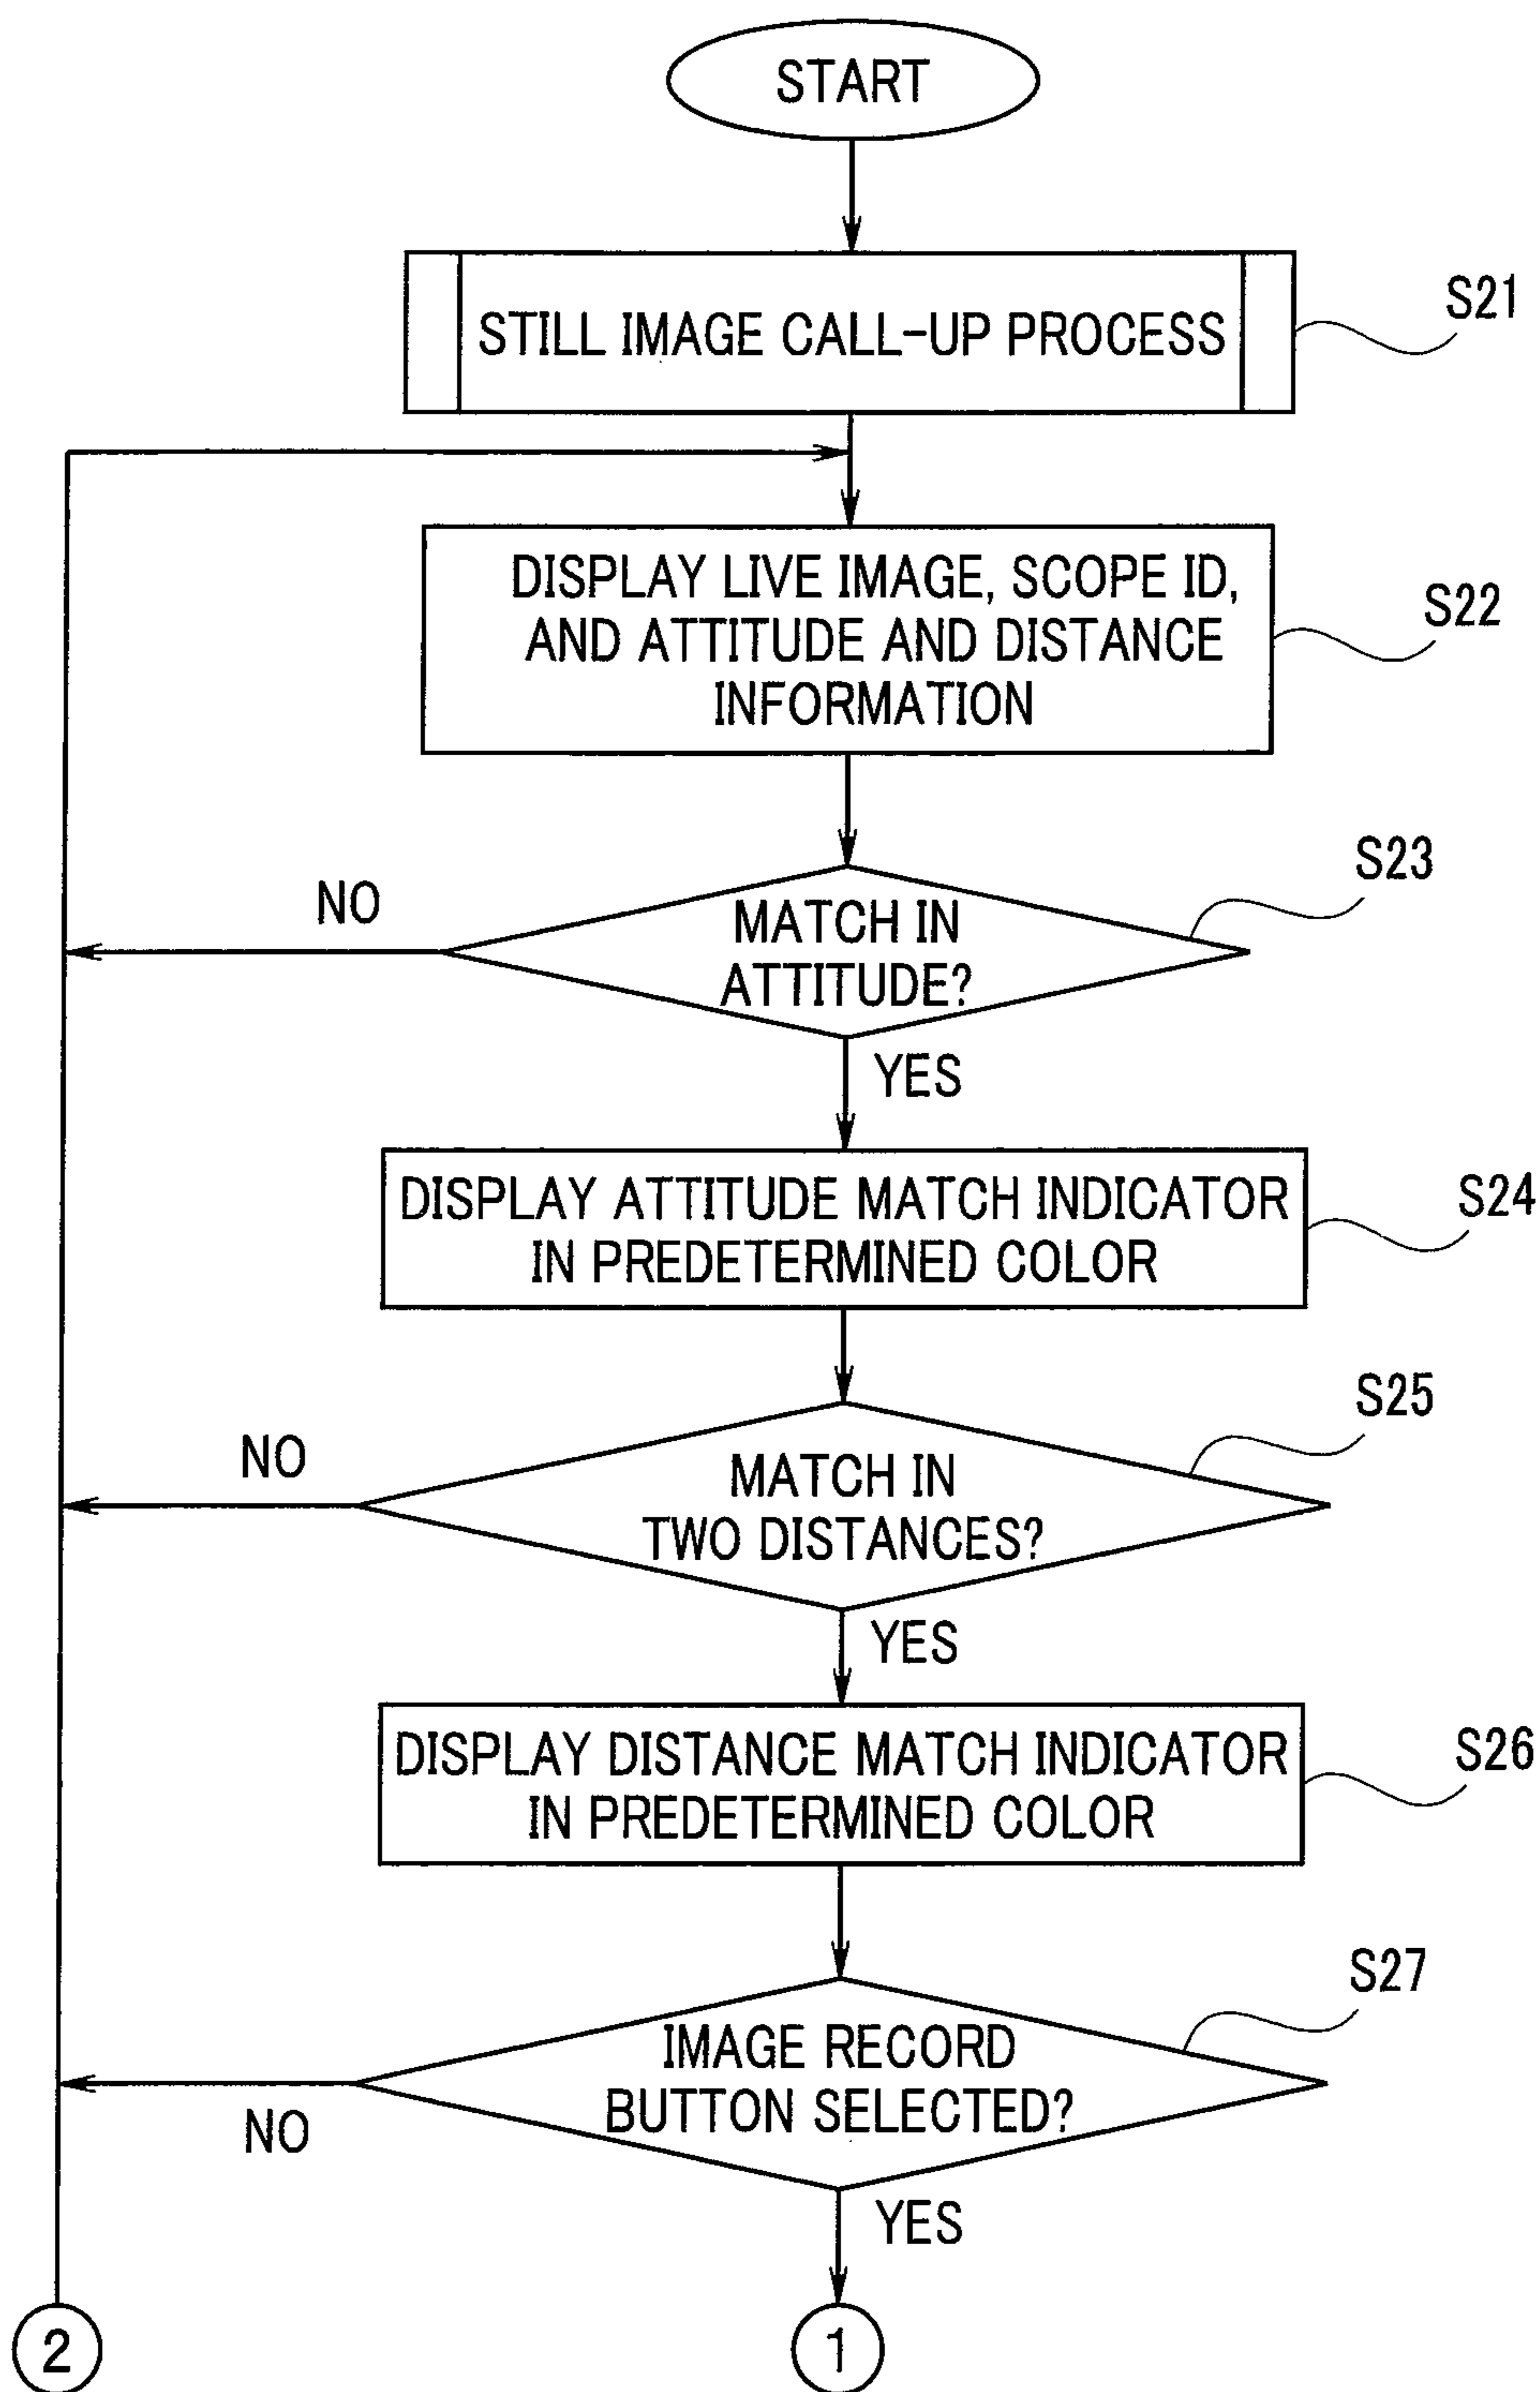 START
STILL IMAGE CALL-UP PROCESS
S21
DISPLAY LIVE IMAGE, SCOPE ID,
AND ATTITUDE AND DISTANCE
INFORMATION
S22
MATCH IN
ATTITUDE?
S23
NO
YES
DISPLAY ATTITUDE MATCH INDICATOR
IN PREDETERMINED COLOR
S24
MATCH IN
TWO DISTANCES?
S25
NO
YES
DISPLAY DISTANCE MATCH INDICATOR
IN PREDETERMINED COLOR
S26
IMAGE RECORD
BUTTON SELECTED?
S27
NO
YES
2
1